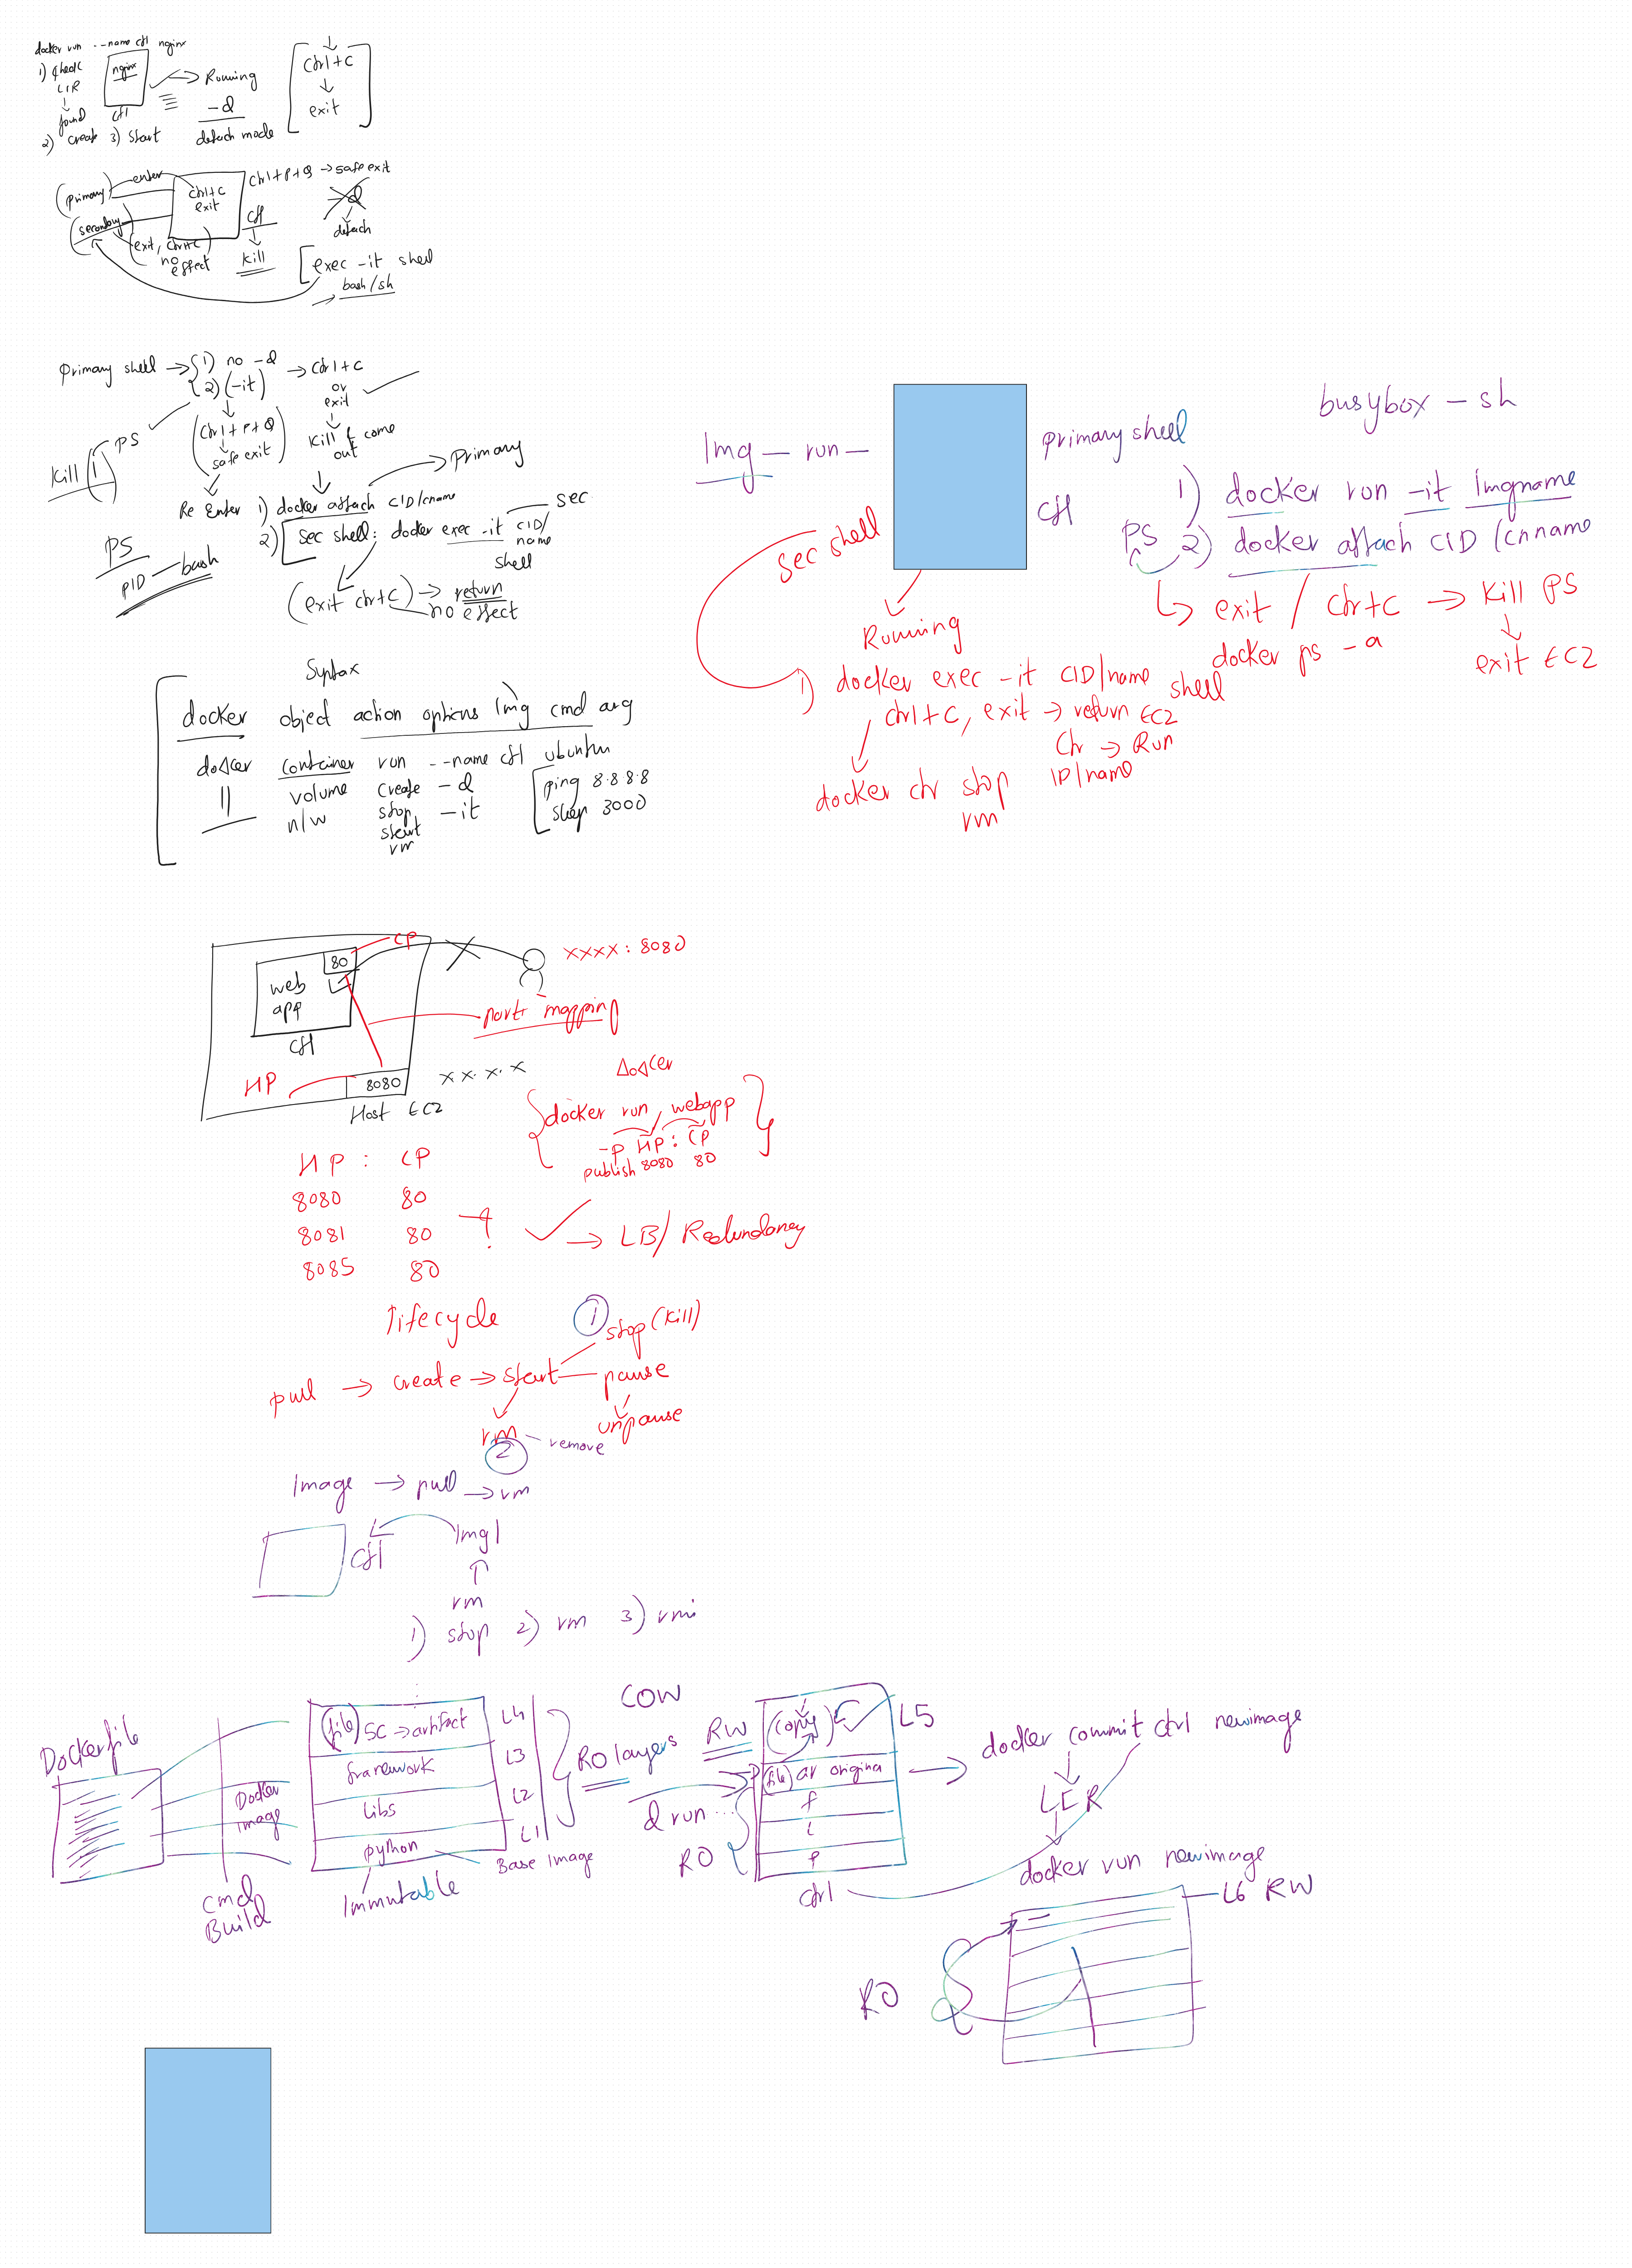 docker run --name ct1 nginx
1) check
LIR
found
nginx
ct1
2) create 3) start
Running
-d
detach mode
ctrl+c
exit
(primary)
enter
ctrl+c
exit
ctrl+P+Q → safe exit
-d
detach
(secondary)
(exit, ctrl+c)
no
effect
ct1
kill
exec -it shell
bash/sh
Primary shell → 1) no -d
2) (-it)
→ ctrl+c
or
exit
Kill & come
out
PS
Kill 1
(ctrl+P+Q
safe exit)
Re Enter 1) docker attach CID/cname
Primary
2) sec shell: docker exec -it CID/
name
shell
sec
PS
PID — bash
(exit ctrl+c) → return
no effect
Syntax
docker object action options Img cmd arg
docker container run --name ct1 ubuntu
volume create -d
n/w stop -it
start
rm
ping 8.8.8.8
sleep 3000
Img — run —
primary shell
ct1
busybox - sh
1) docker run -it Imgname
PS 2) docker attach CID/cnname
→ exit / ctr+c → Kill PS
exit EC2
docker ps -a
sec shell
Running
1) docker exec -it CID/name shell
ctrl+c, exit → return EC2
Ctr → Run
docker ctr stop ID/name
rm
80
CP
web
app
ct1
xxxx : 8080
port mapping
HP
8080
x x. x. x
Host EC2
Docker
docker run, webapp
-p HP : CP
publish 8080 80
HP : CP
8080 80
8081 80
8085 80
?
→ LB/ Redundancy
lifecycle
1
stop (Kill)
pull → create → start — pause
unpause
rm — remove
2
Image → pull → rm
ct1
Img1
rm
1) stop 2) rm 3) rmi
Dockerfile
Docker
Image
cmd
Build
(file) SC → artifact
framework
Libs
python
L4
L3
L2
L1
Base Image
Immutable
COW
RO layers
d run ...
RW
RO
(copy)
L5
(file) ar original
f
L
P
ctr1
docker commit ctr1 newimage
LER
docker run newimage
L6 RW
RO